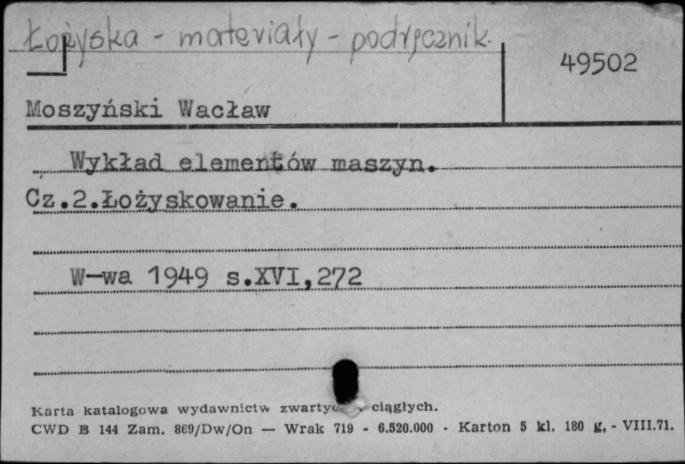 Łożyska - materiały - podręcznik.
49502
Moszyński Wacław
Wykład elementów maszyn.
Cz.2.Łożyskowanie.
W-wa 1949 s.XVI,272
Karta katalogowa wydawnictw ciągłych.
CWD B 144 Zam. 869/Dw/On — Wrak 719 - 6.520.000 - Karton 5 kl. 180 g, - VIII.71.